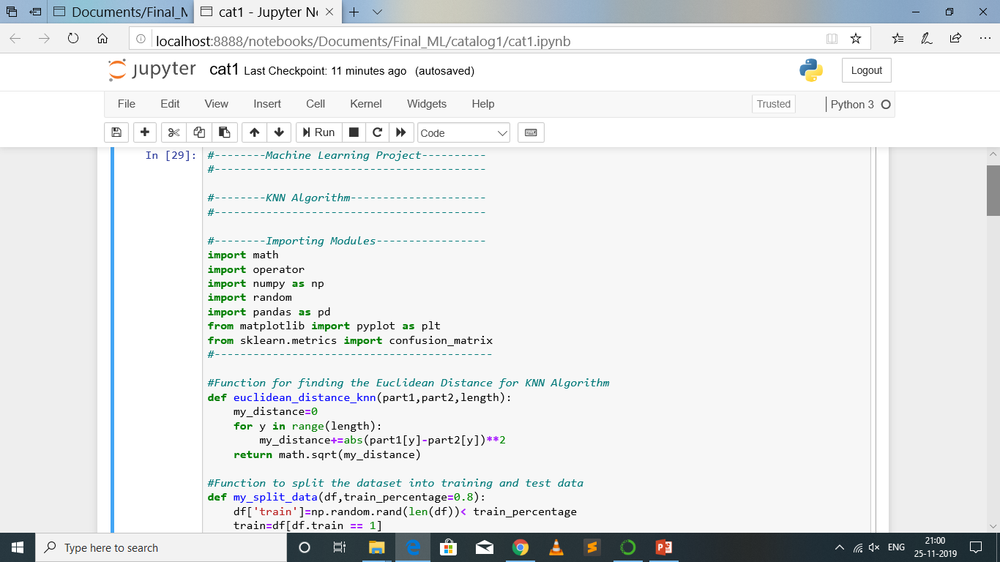 Documents/Final_M
cat1 - Jupyter No
localhost:8888/notebooks/Documents/Final_ML/catalog1/cat1.ipynb
jupyter cat1 Last Checkpoint: 11 minutes ago (autosaved)
Logout
File Edit View Insert Cell Kernel Widgets Help
Trusted
Python 3
Run
Code
In [29]:
#--------Machine Learning Project----------
#------------------------------------------
#--------KNN Algorithm---------------------
#------------------------------------------
#--------Importing Modules-----------------
import math
import operator
import numpy as np
import random
import pandas as pd
from matplotlib import pyplot as plt
from sklearn.metrics import confusion_matrix
#-------------------------------------------
#Function for finding the Euclidean Distance for KNN Algorithm
def euclidean_distance_knn(part1,part2,length):
    my_distance=0
    for y in range(length):
        my_distance+=abs(part1[y]-part2[y])**2
    return math.sqrt(my_distance)
#Function to split the dataset into training and test data
def my_split_data(df,train_percentage=0.8):
    df['train']=np.random.rand(len(df))< train_percentage
    train=df[df.train == 1]
Type here to search
ENG
21:00
25-11-2019